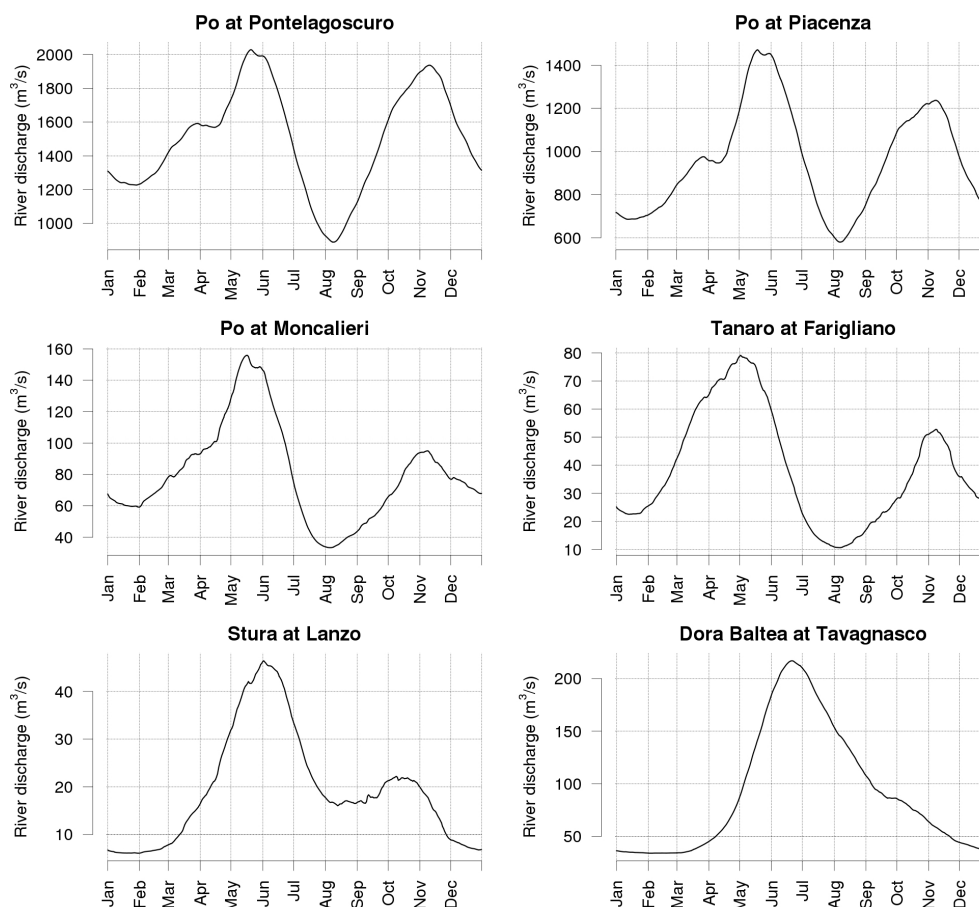 Po at Pontelagoscuro
River discharge (m³/s)
2000
1800
1600
1400
1200
1000
Jan Feb Mar Apr May Jun Jul Aug Sep Oct Nov Dec
Po at Piacenza
River discharge (m³/s)
1400
1200
1000
800
600
Jan Feb Mar Apr May Jun Jul Aug Sep Oct Nov Dec
Po at Moncalieri
River discharge (m³/s)
160
140
120
100
80
60
40
Jan Feb Mar Apr May Jun Jul Aug Sep Oct Nov Dec
Tanaro at Farigliano
River discharge (m³/s)
80
70
60
50
40
30
20
10
Jan Feb Mar Apr May Jun Jul Aug Sep Oct Nov Dec
Stura at Lanzo
River discharge (m³/s)
40
30
20
10
Jan Feb Mar Apr May Jun Jul Aug Sep Oct Nov Dec
Dora Baltea at Tavagnasco
River discharge (m³/s)
200
150
100
50
Jan Feb Mar Apr May Jun Jul Aug Sep Oct Nov Dec